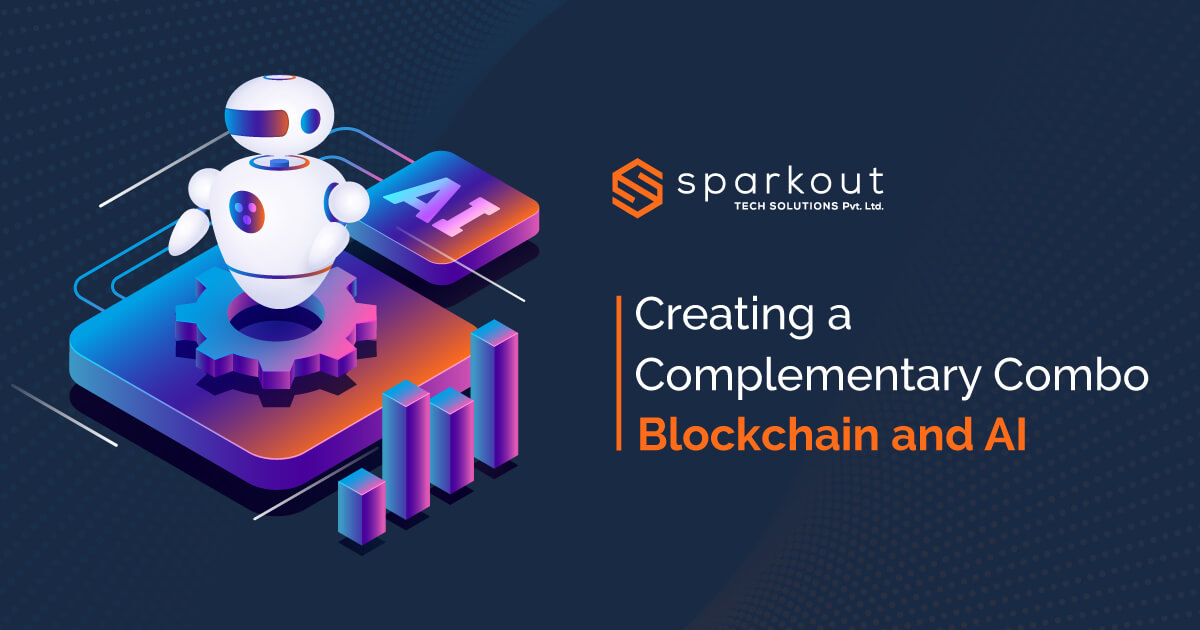 AI
sparkout
TECH SOLUTIONS Pvt. Ltd.
Creating a
Complementary Combo
Blockchain and AI